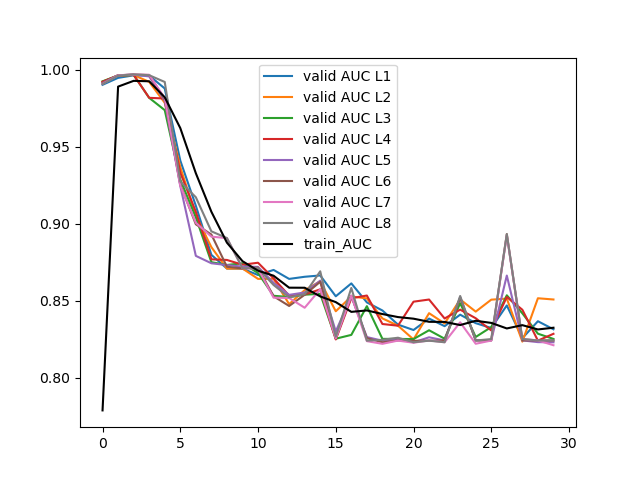 1.00
0.95
0.90
0.85
0.80
0
5
10
15
20
25
30
valid AUC L1
valid AUC L2
valid AUC L3
valid AUC L4
valid AUC L5
valid AUC L6
valid AUC L7
valid AUC L8
train_AUC